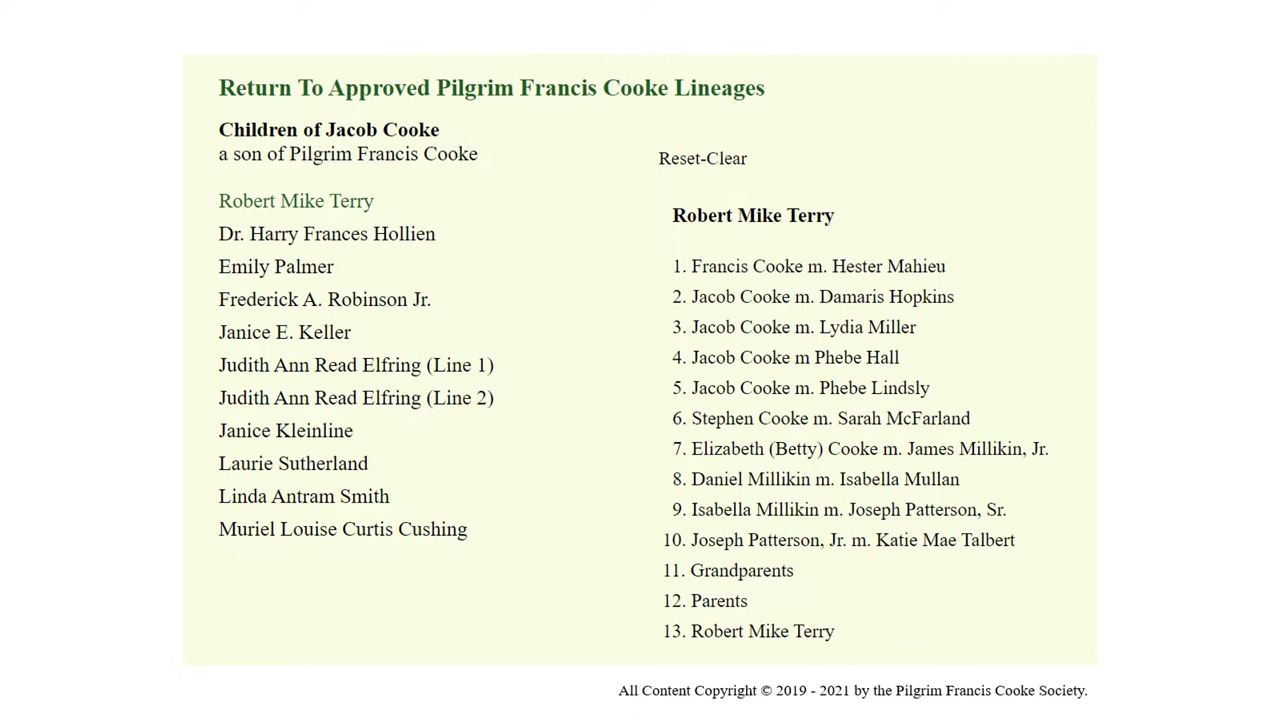 Return To Approved Pilgrim Francis Cooke Lineages
Children of Jacob Cooke
a son of Pilgrim Francis Cooke
Robert Mike Terry
Dr. Harry Frances Hollien
Emily Palmer
Frederick A. Robinson Jr.
Janice E. Keller
Judith Ann Read Elfring (Line 1)
Judith Ann Read Elfring (Line 2)
Janice Kleinline
Laurie Sutherland
Linda Antram Smith
Muriel Louise Curtis Cushing
Reset-Clear
Robert Mike Terry
1. Francis Cooke m. Hester Mahieu
2. Jacob Cooke m. Damaris Hopkins
3. Jacob Cooke m. Lydia Miller
4. Jacob Cooke m Phebe Hall
5. Jacob Cooke m. Phebe Lindsly
6. Stephen Cooke m. Sarah McFarland
7. Elizabeth (Betty) Cooke m. James Millikin, Jr.
8. Daniel Millikin m. Isabella Mullan
9. Isabella Millikin m. Joseph Patterson, Sr.
10. Joseph Patterson, Jr. m. Katie Mae Talbert
11. Grandparents
12. Parents
13. Robert Mike Terry
All Content Copyright © 2019 - 2021 by the Pilgrim Francis Cooke Society.